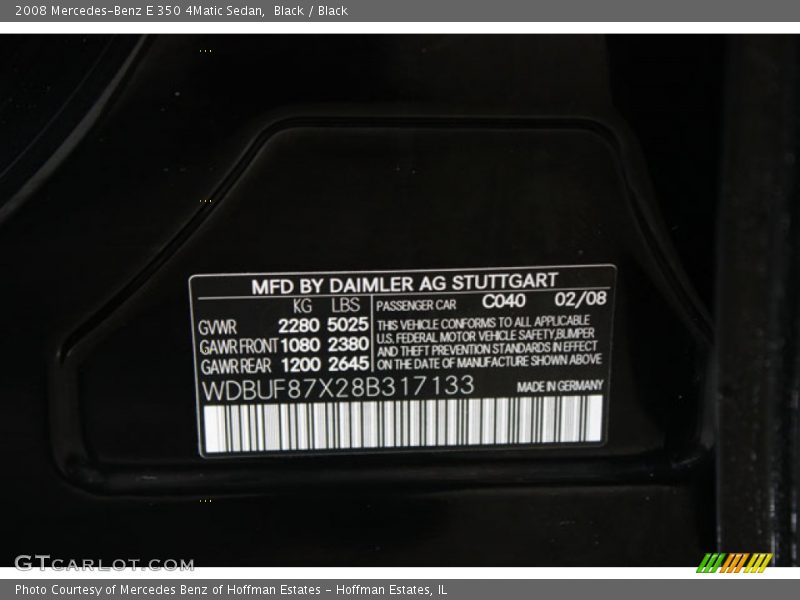 2008 Mercedes-Benz E 350 4Matic Sedan,  Black / Black
MFD BY DAIMLER AG STUTTGART
KG LBS PASSENGER CAR C040 02/08
GVWR 2280 5025
GAWR FRONT 1080 2380
GAWR REAR 1200 2645
THIS VEHICLE CONFORMS TO ALL APPLICABLE
U.S. FEDERAL MOTOR VEHICLE SAFETY,BUMPER
AND THEFT PREVENTION STANDARDS IN EFFECT
ON THE DATE OF MANUFACTURE SHOWN ABOVE
WDBUF87X28B317133 MADE IN GERMANY
GTCARLOT.COM
Photo Courtesy of Mercedes Benz of Hoffman Estates - Hoffman Estates, IL